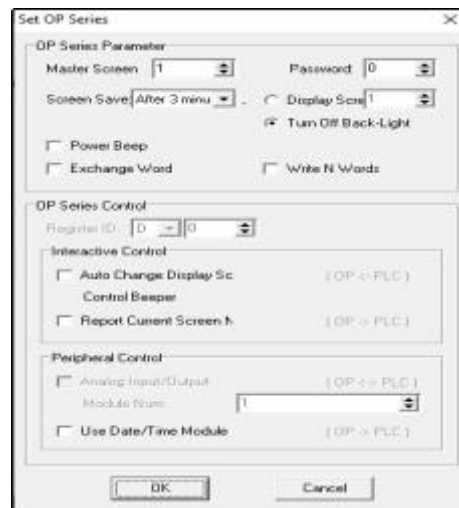 Set OP Series
OP Series Parameter
Master Screen 1 Password 0
Screen Save After 3 minu . Display Scre 1
Turn Off Back-Light
Power Beep
Exchange Word Write N Words
OP Series Control
Register ID D 0
Interactive Control
Auto Change Display Sc ( OP <- PLC )
Control Beeper
Report Current Screen N ( OP -> PLC )
Peripheral Control
Analog Input/Output ( OP <-> PLC )
Module Num 1
Use Date/Time Module ( OP -> PLC )
OK Cancel